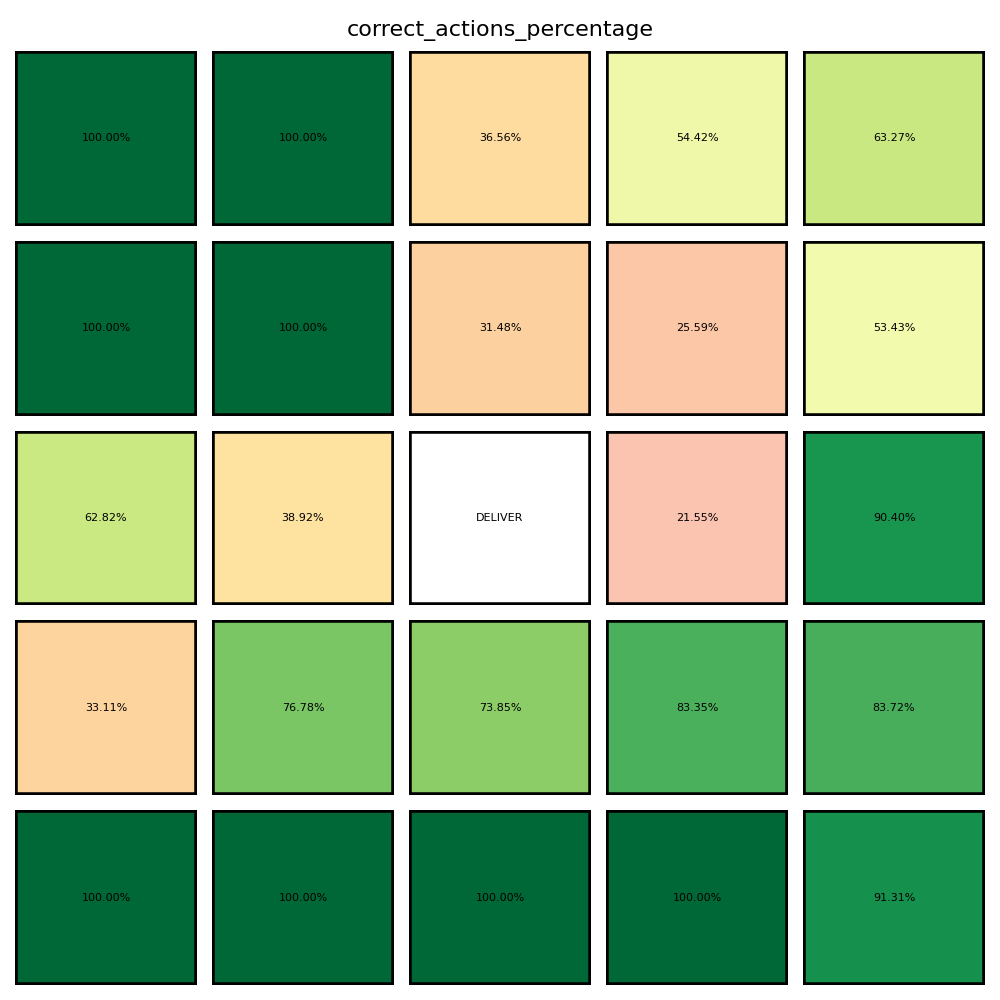 correct_actions_percentage
100.00% 100.00% 36.56% 54.42% 63.27%
100.00% 100.00% 31.48% 25.59% 53.43%
62.82% 38.92% DELIVER 21.55% 90.40%
33.11% 76.78% 73.85% 83.35% 83.72%
100.00% 100.00% 100.00% 100.00% 91.31%